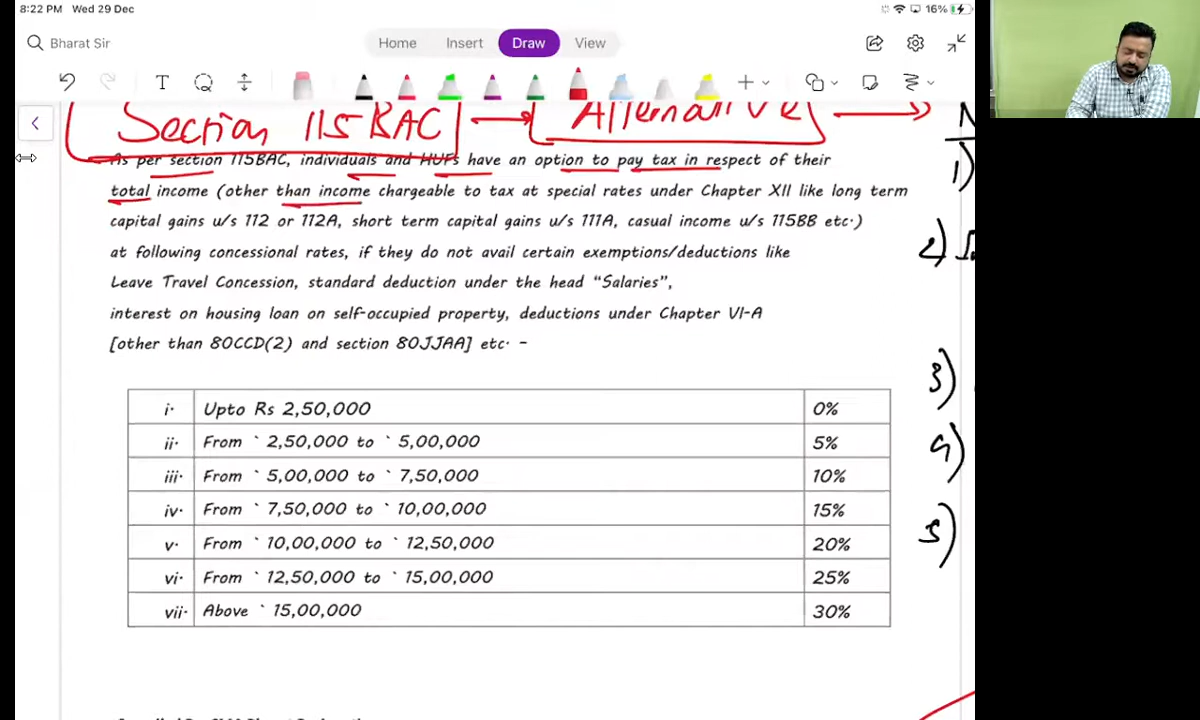 8:22 PM Wed 29 Dec
16%
Bharat Sir
Home Insert Draw View
T
Section 115BAC → Alternative →
As per section 115BAC, individuals and HUFs have an option to pay tax in respect of their
1)
total income (other than income chargeable to tax at special rates under Chapter XII like long term
capital gains u/s 112 or 112A, short term capital gains u/s 111A, casual income u/s 115BB etc.)
2)
at following concessional rates, if they do not avail certain exemptions/deductions like
Leave Travel Concession, standard deduction under the head “Salaries”,
interest on housing loan on self-occupied property, deductions under Chapter VI-A
[other than 80CCD(2) and section 80JJAA] etc. –
3)
i. Upto Rs 2,50,000 0%
ii. From ` 2,50,000 to ` 5,00,000 5%
4)
iii. From ` 5,00,000 to ` 7,50,000 10%
iv. From ` 7,50,000 to ` 10,00,000 15%
5)
v. From ` 10,00,000 to ` 12,50,000 20%
vi. From ` 12,50,000 to ` 15,00,000 25%
vii. Above ` 15,00,000 30%